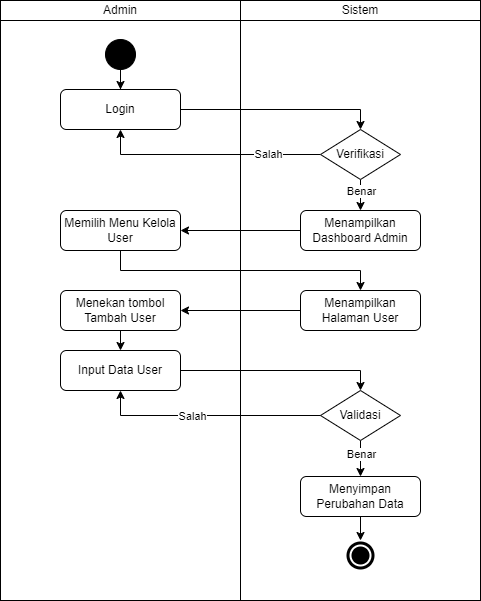 Admin
Sistem
Login
Verifikasi
Salah
Benar
Memilih Menu Kelola
User
Menampilkan
Dashboard Admin
Menekan tombol
Tambah User
Menampilkan
Halaman User
Input Data User
Validasi
Salah
Benar
Menyimpan
Perubahan Data